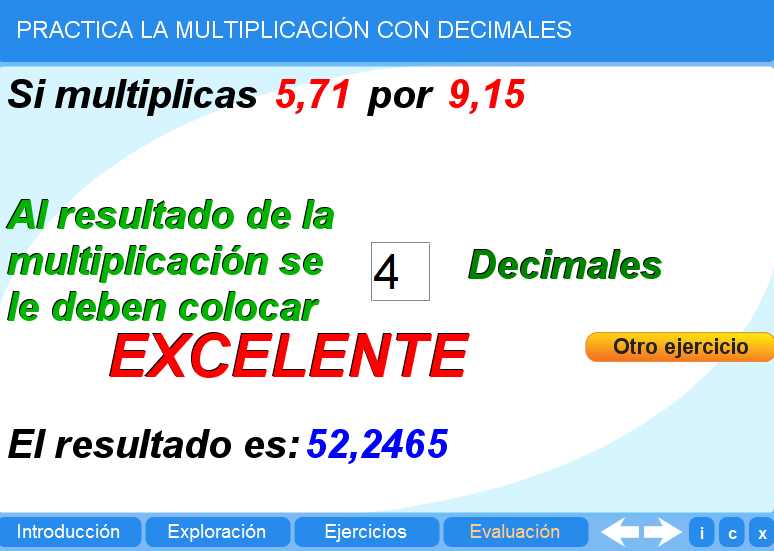 PRACTICA LA MULTIPLICACIÓN CON DECIMALES
Si multiplicas 5,71 por 9,15
Al resultado de la
multiplicación se
le deben colocar
4 Decimales
EXCELENTE
Otro ejercicio
El resultado es: 52,2465
Introducción Exploración Ejercicios Evaluación i c x